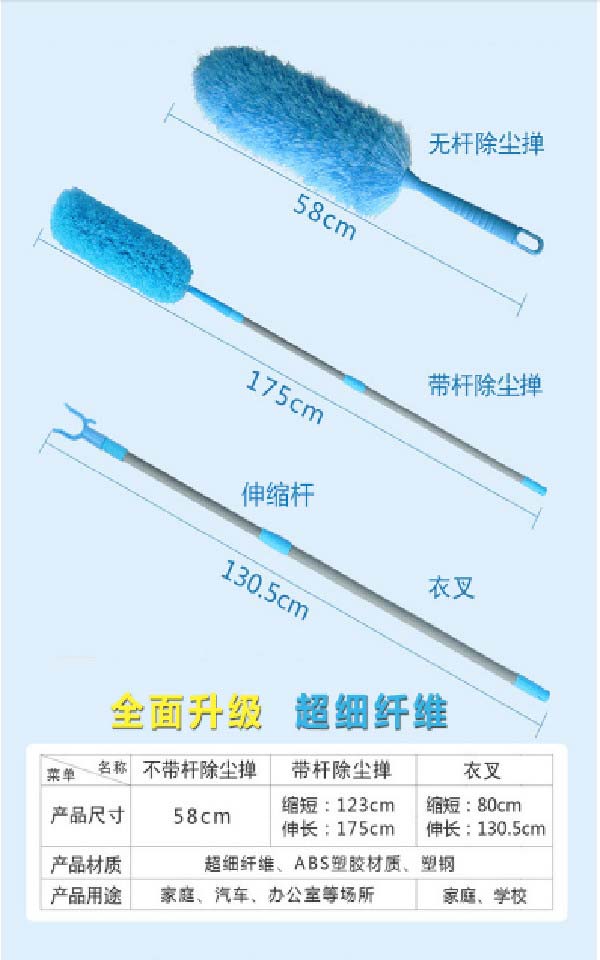 无杆除尘掸
58cm
175cm
带杆除尘掸
伸缩杆
130.5cm
衣叉
全面升级 超细纤维
菜单 名称 不带杆除尘掸 带杆除尘掸 衣叉
产品尺寸 58cm 缩短：123cm 缩短：80cm
伸长：175cm 伸长：130.5cm
产品材质 超细纤维、ABS塑胶材质、塑钢
产品用途 家庭、汽车、办公室等场所 家庭、学校